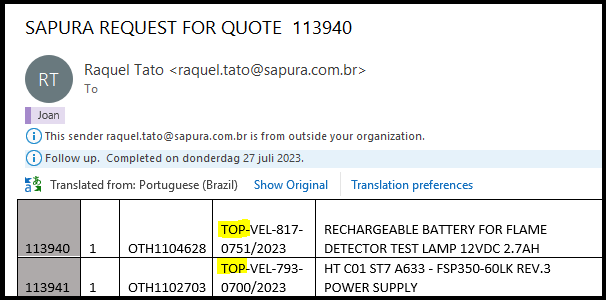 SAPURA REQUEST FOR QUOTE 113940
RT
Raquel Tato <raquel.tato@sapura.com.br>
To
Joan
This sender raquel.tato@sapura.com.br is from outside your organization.
Follow up. Completed on donderdag 27 juli 2023.
Translated from: Portuguese (Brazil) Show Original Translation preferences
113940 1 OTH1104628 TOP-VEL-817-
0751/2023 RECHARGEABLE BATTERY FOR FLAME
DETECTOR TEST LAMP 12VDC 2.7AH
113941 1 OTH1102703 TOP-VEL-793-
0700/2023 HT C01 ST7 A633 - FSP350-60LK REV.3
POWER SUPPLY